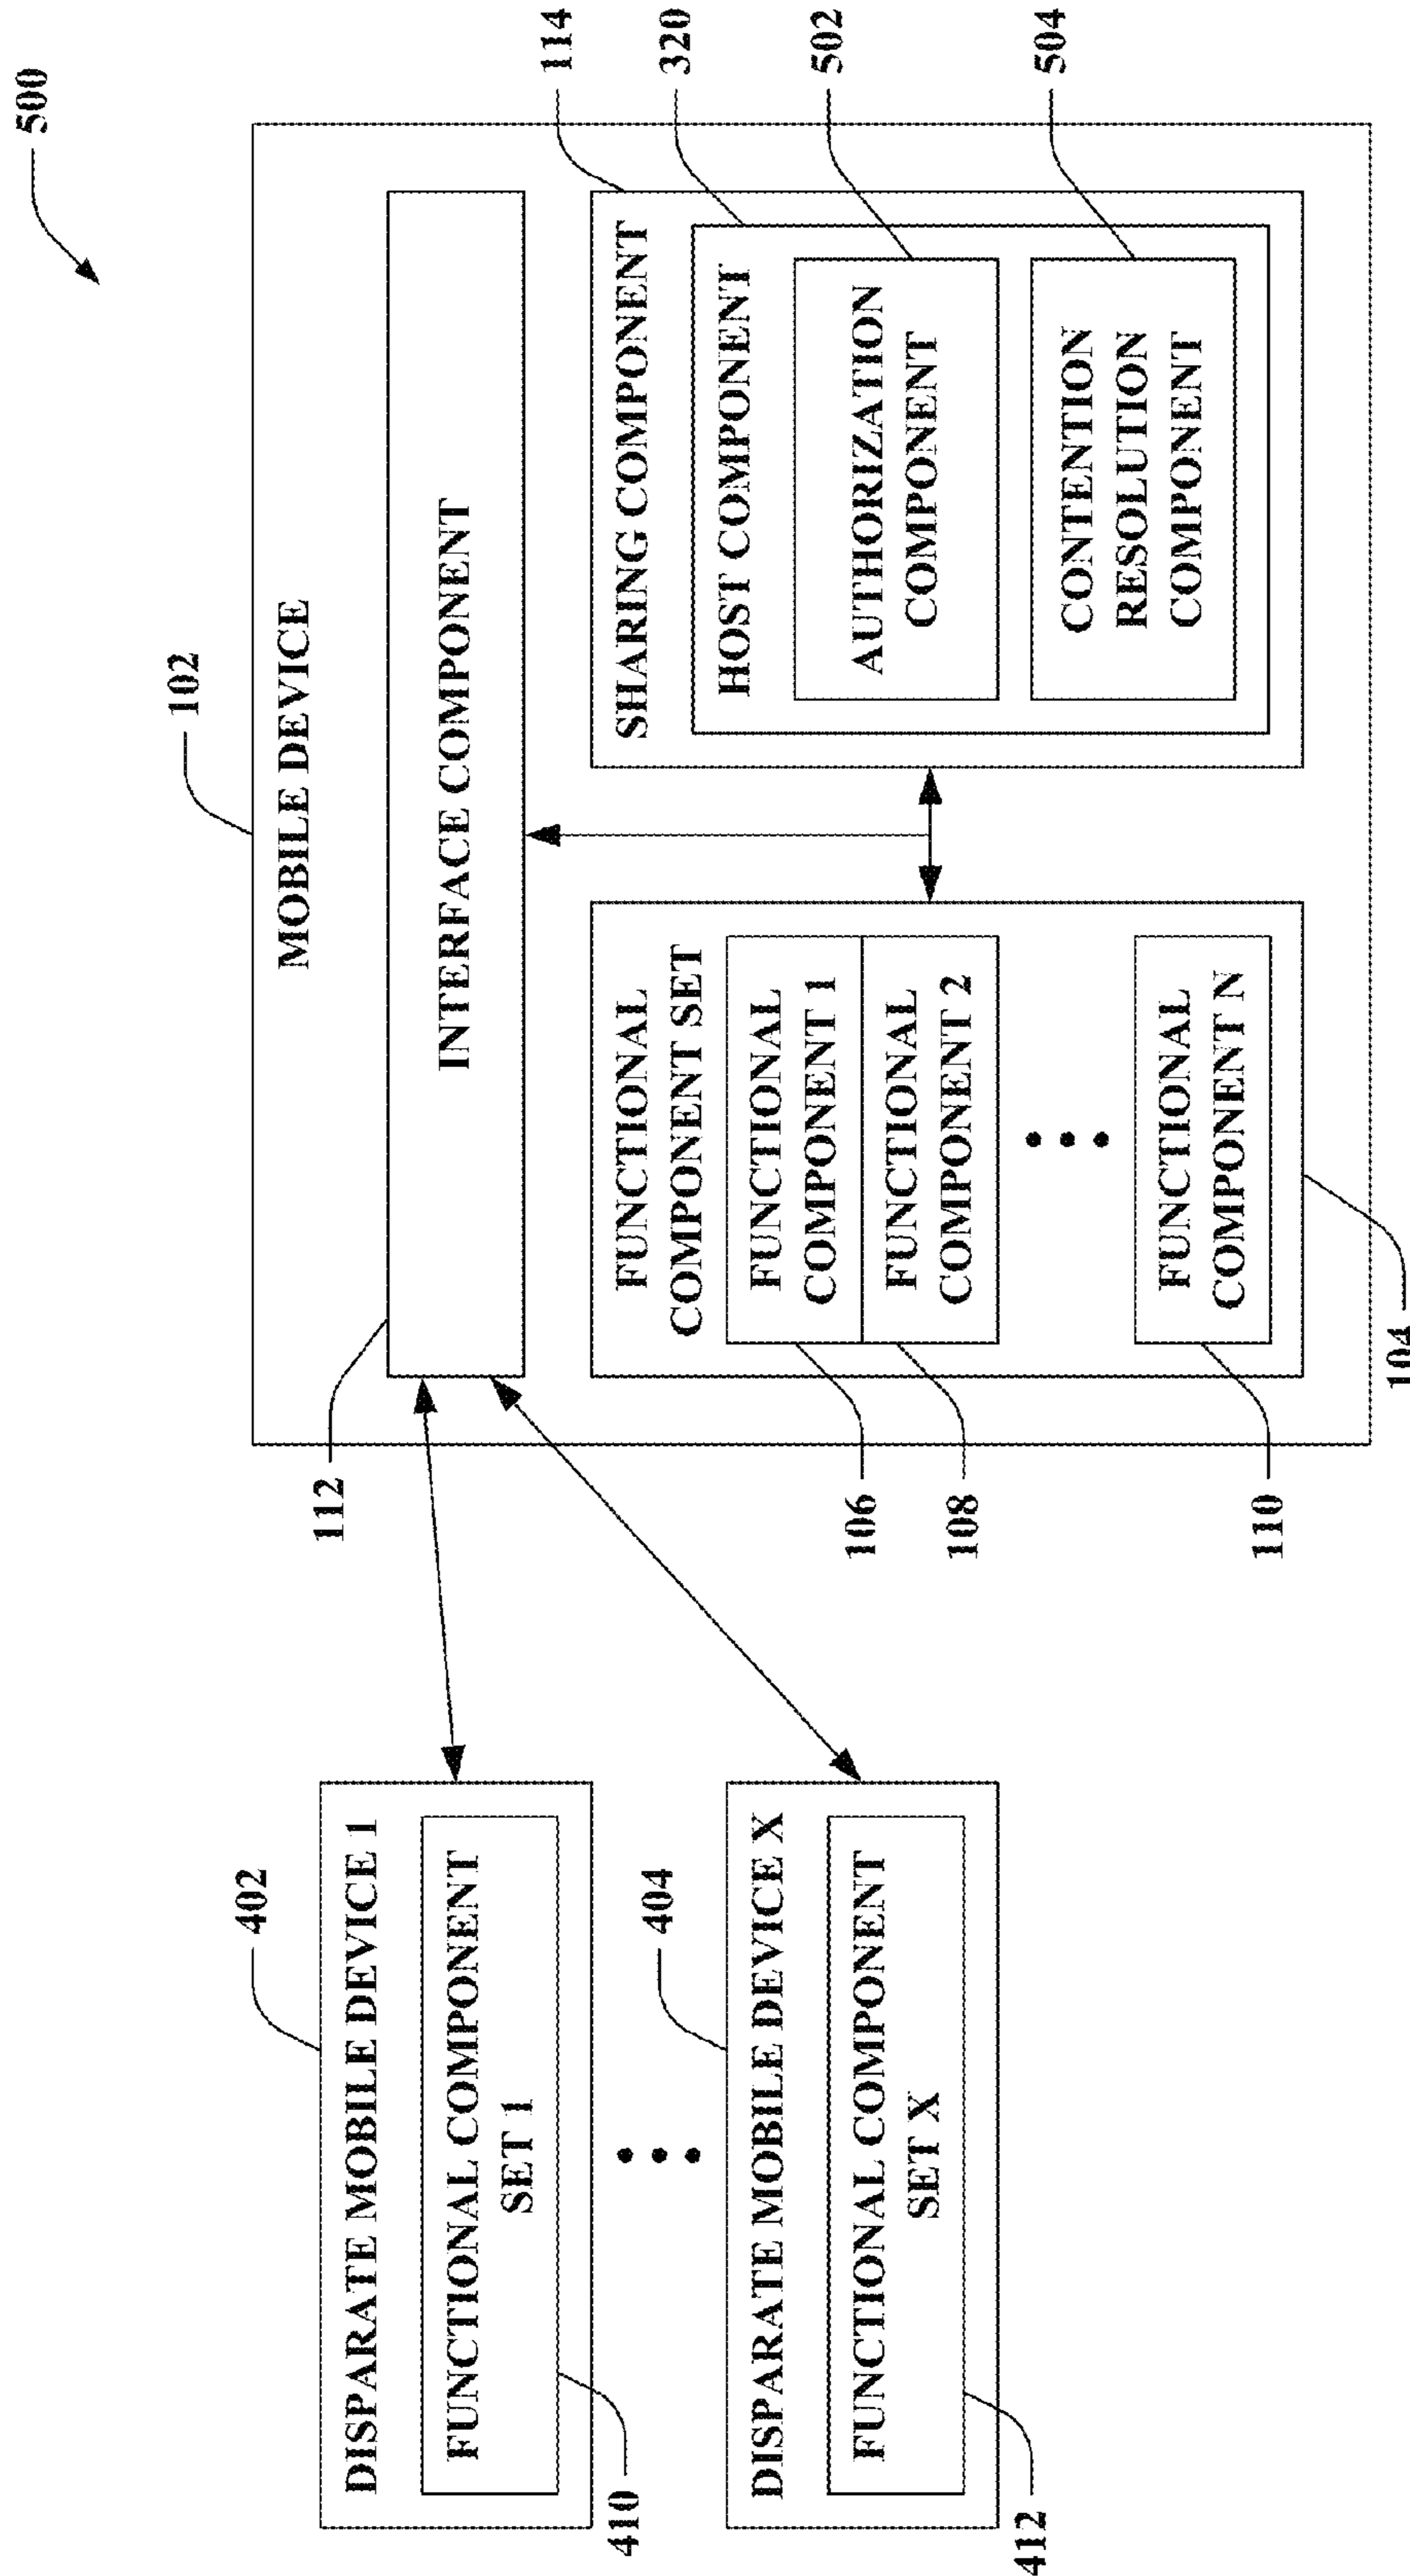 500
102
MOBILE DEVICE
112
INTERFACE COMPONENT
402
DISPARATE MOBILE DEVICE 1
FUNCTIONAL COMPONENT
SET 1
410
404
DISPARATE MOBILE DEVICE X
FUNCTIONAL COMPONENT
SET X
412
FUNCTIONAL
COMPONENT SET
FUNCTIONAL
COMPONENT 1
FUNCTIONAL
COMPONENT 2
FUNCTIONAL
COMPONENT N
106
108
110
104
SHARING COMPONENT
HOST COMPONENT
AUTHORIZATION
COMPONENT
CONTENTION
RESOLUTION
COMPONENT
114
320
502
504